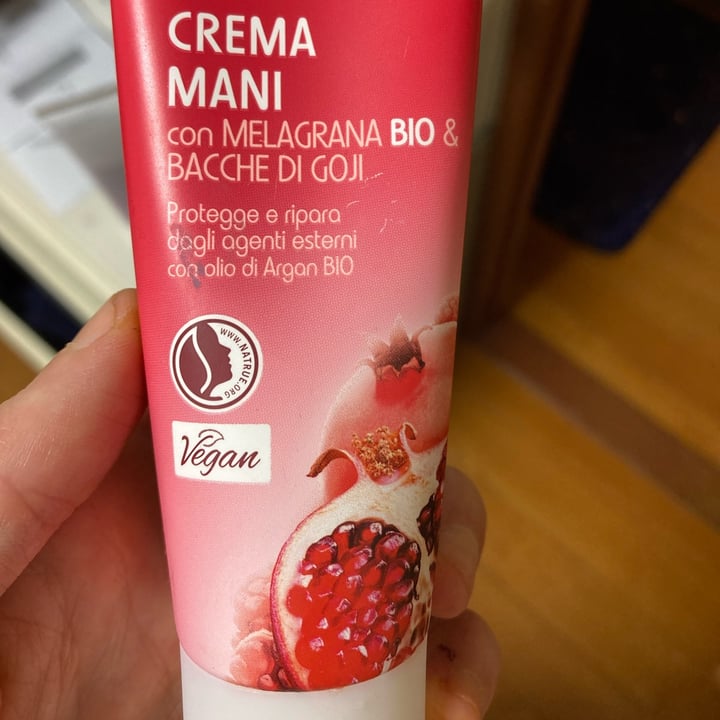 CREMA
MANI
con MELAGRANA BIO &
BACCHE DI GOJI
Protegge e ripara
dagli agenti esterni
con olio di Argan BIO
WWW.NATRUE.ORG
Vegan